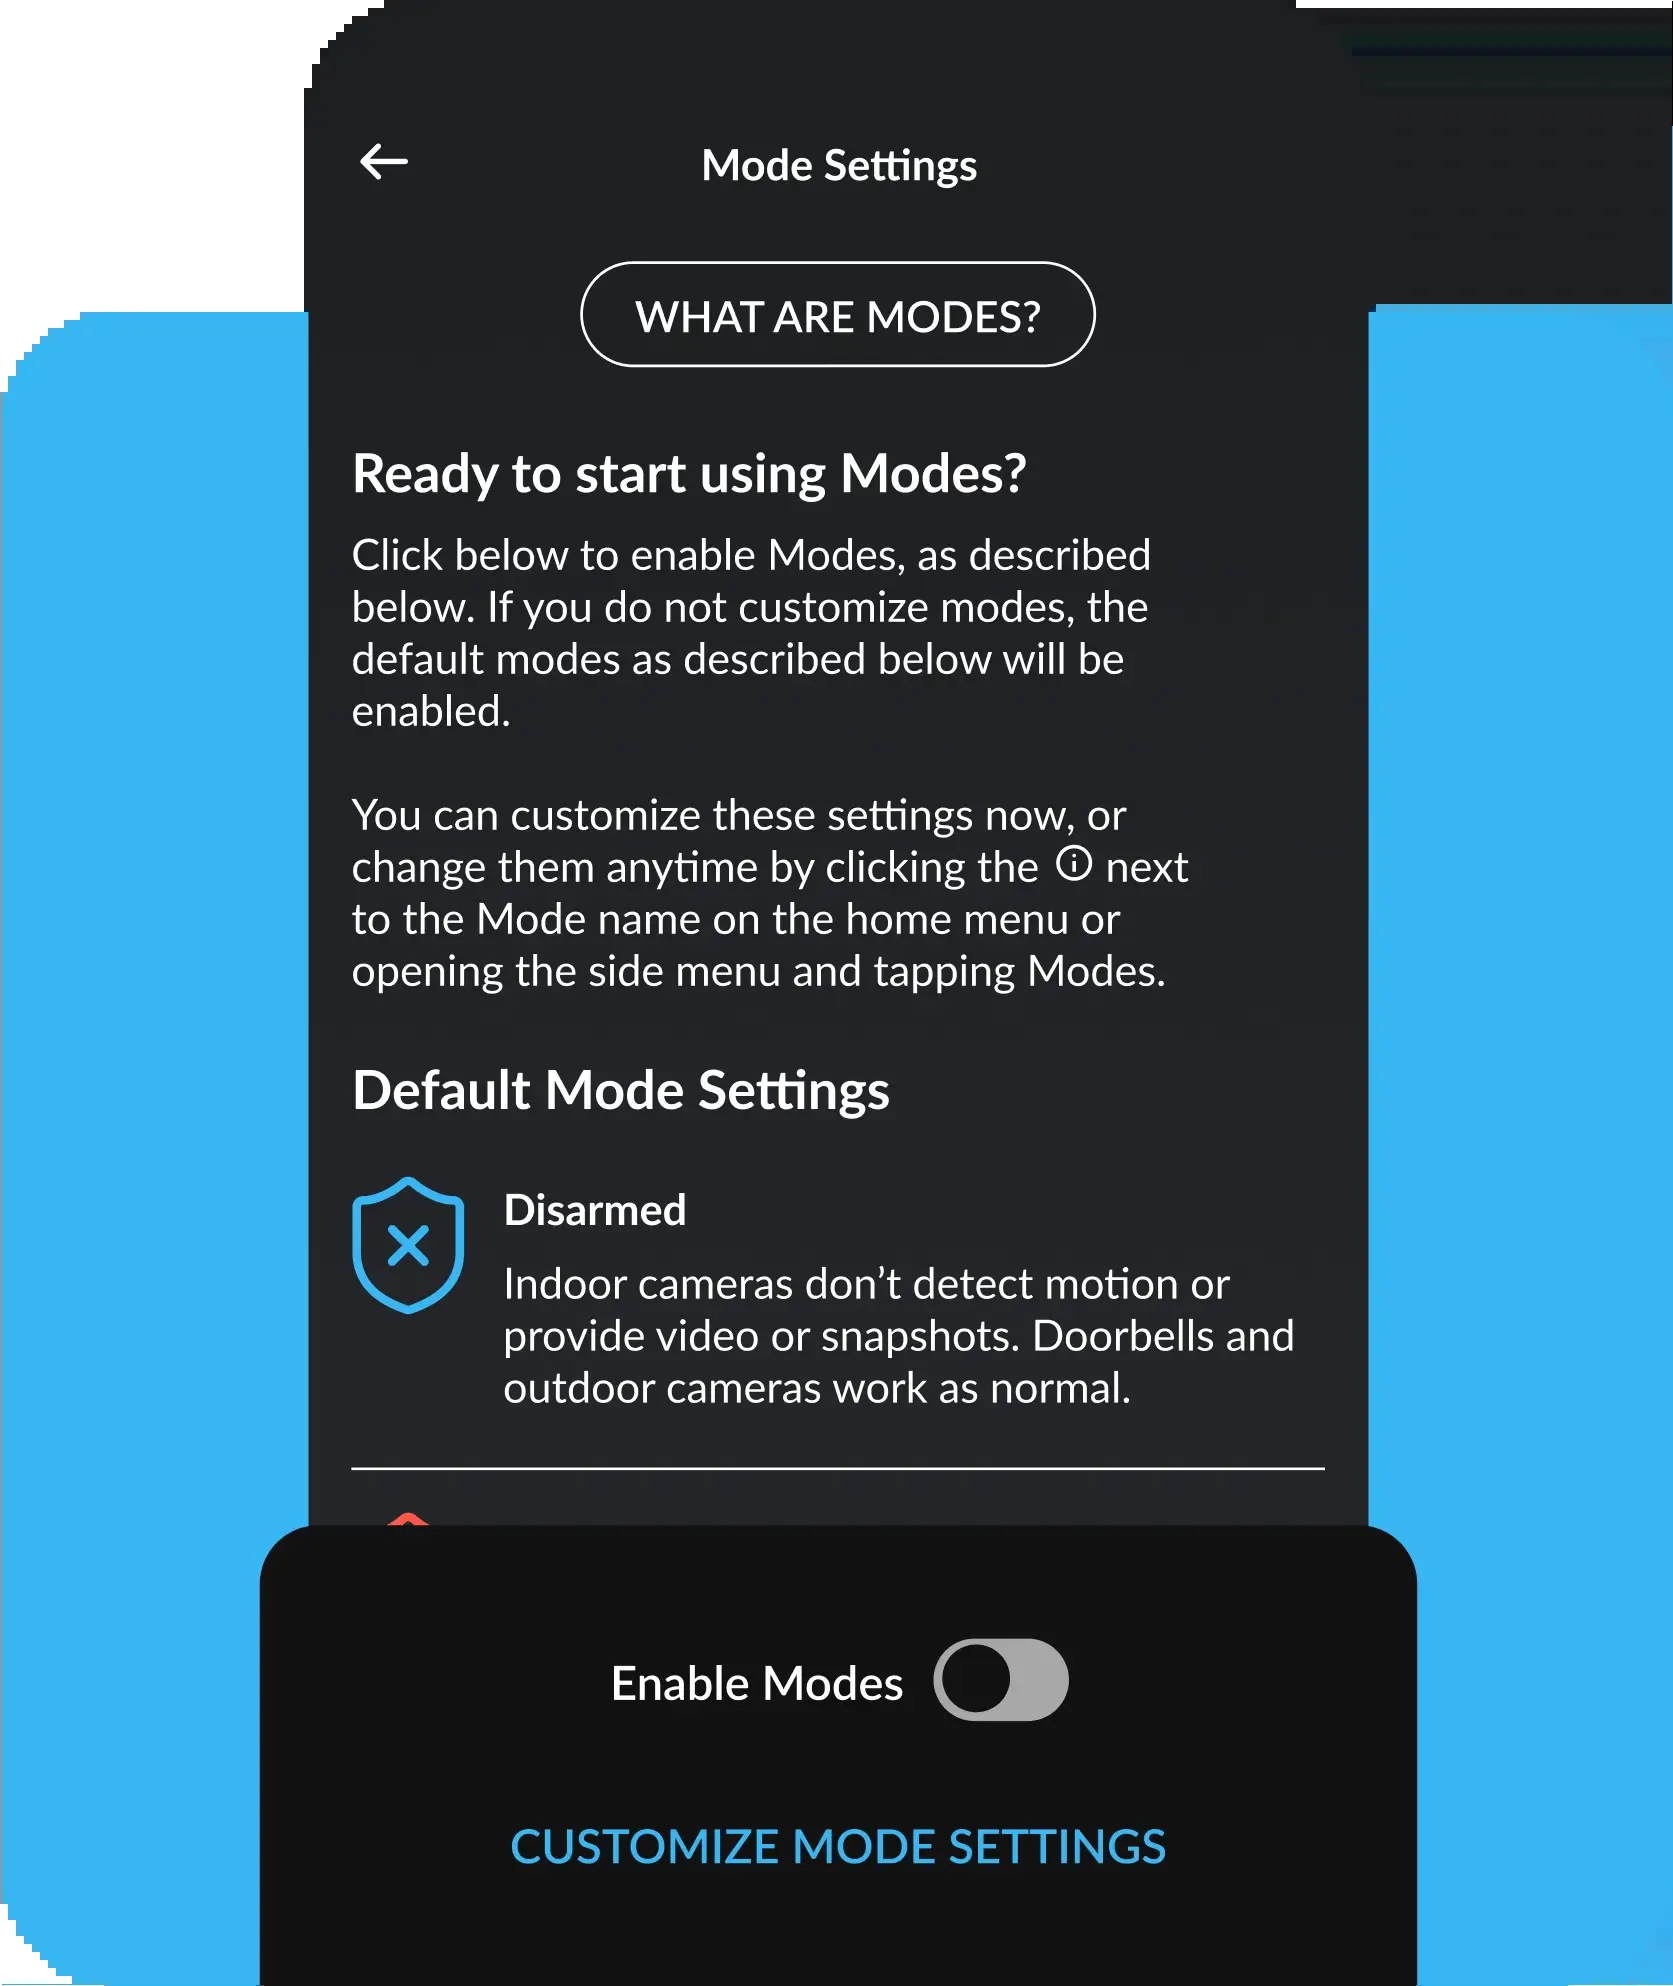 Mode Settings
WHAT ARE MODES?
Ready to start using Modes?
Click below to enable Modes, as described
below. If you do not customize modes, the
default modes as described below will be
enabled.
You can customize these settings now, or
change them anytime by clicking the ⓘ next
to the Mode name on the home menu or
opening the side menu and tapping Modes.
Default Mode Settings
Disarmed
Indoor cameras don’t detect motion or
provide video or snapshots. Doorbells and
outdoor cameras work as normal.
Enable Modes
CUSTOMIZE MODE SETTINGS